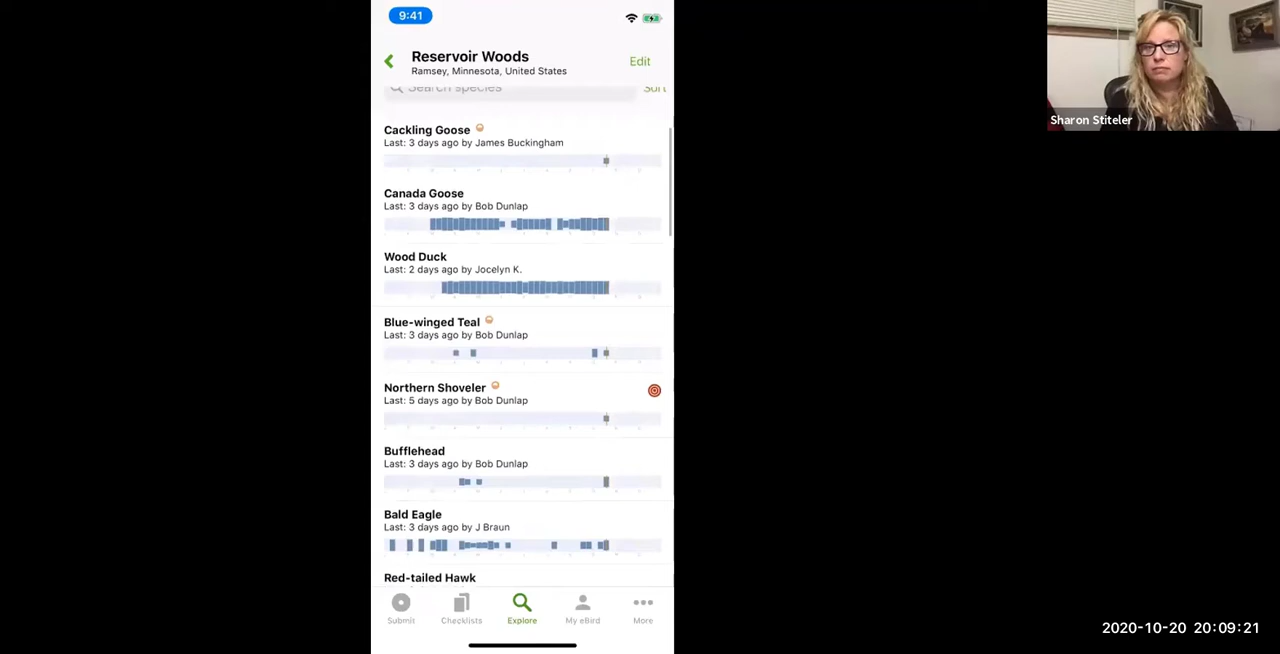 9:41
Reservoir Woods
Ramsey, Minnesota, United States
Edit
Search species
Sort
Cackling Goose
Last: 3 days ago by James Buckingham
Canada Goose
Last: 3 days ago by Bob Dunlap
Wood Duck
Last: 2 days ago by Jocelyn K.
Blue-winged Teal
Last: 3 days ago by Bob Dunlap
Northern Shoveler
Last: 5 days ago by Bob Dunlap
Bufflehead
Last: 3 days ago by Bob Dunlap
Bald Eagle
Last: 3 days ago by J Braun
Red-tailed Hawk
Submit
Checklists
Explore
My eBird
More
Sharon Stiteler
2020-10-20 20:09:21